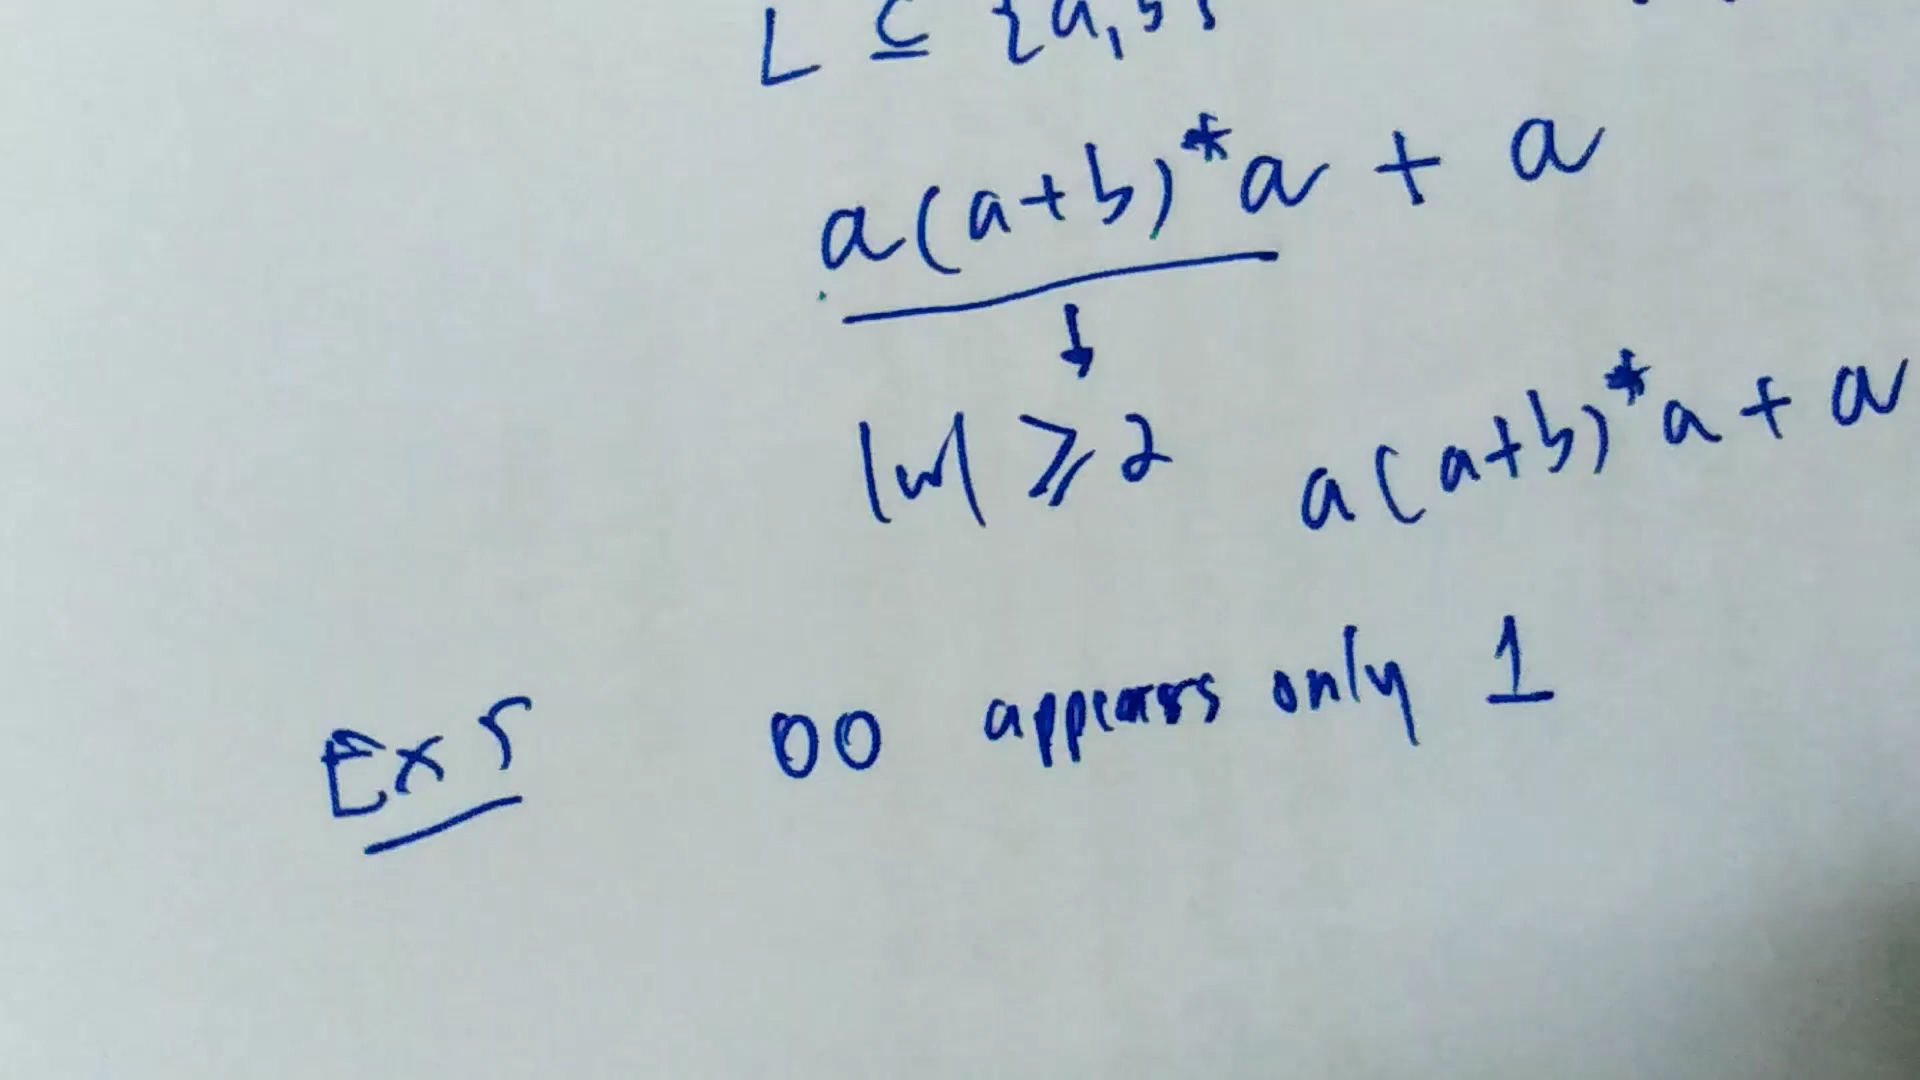 L ⊆ {a,b}
a(a+b)*a + a
|w| ≥ 2
a(a+b)*a + a
Ex 5 00 appears only 1